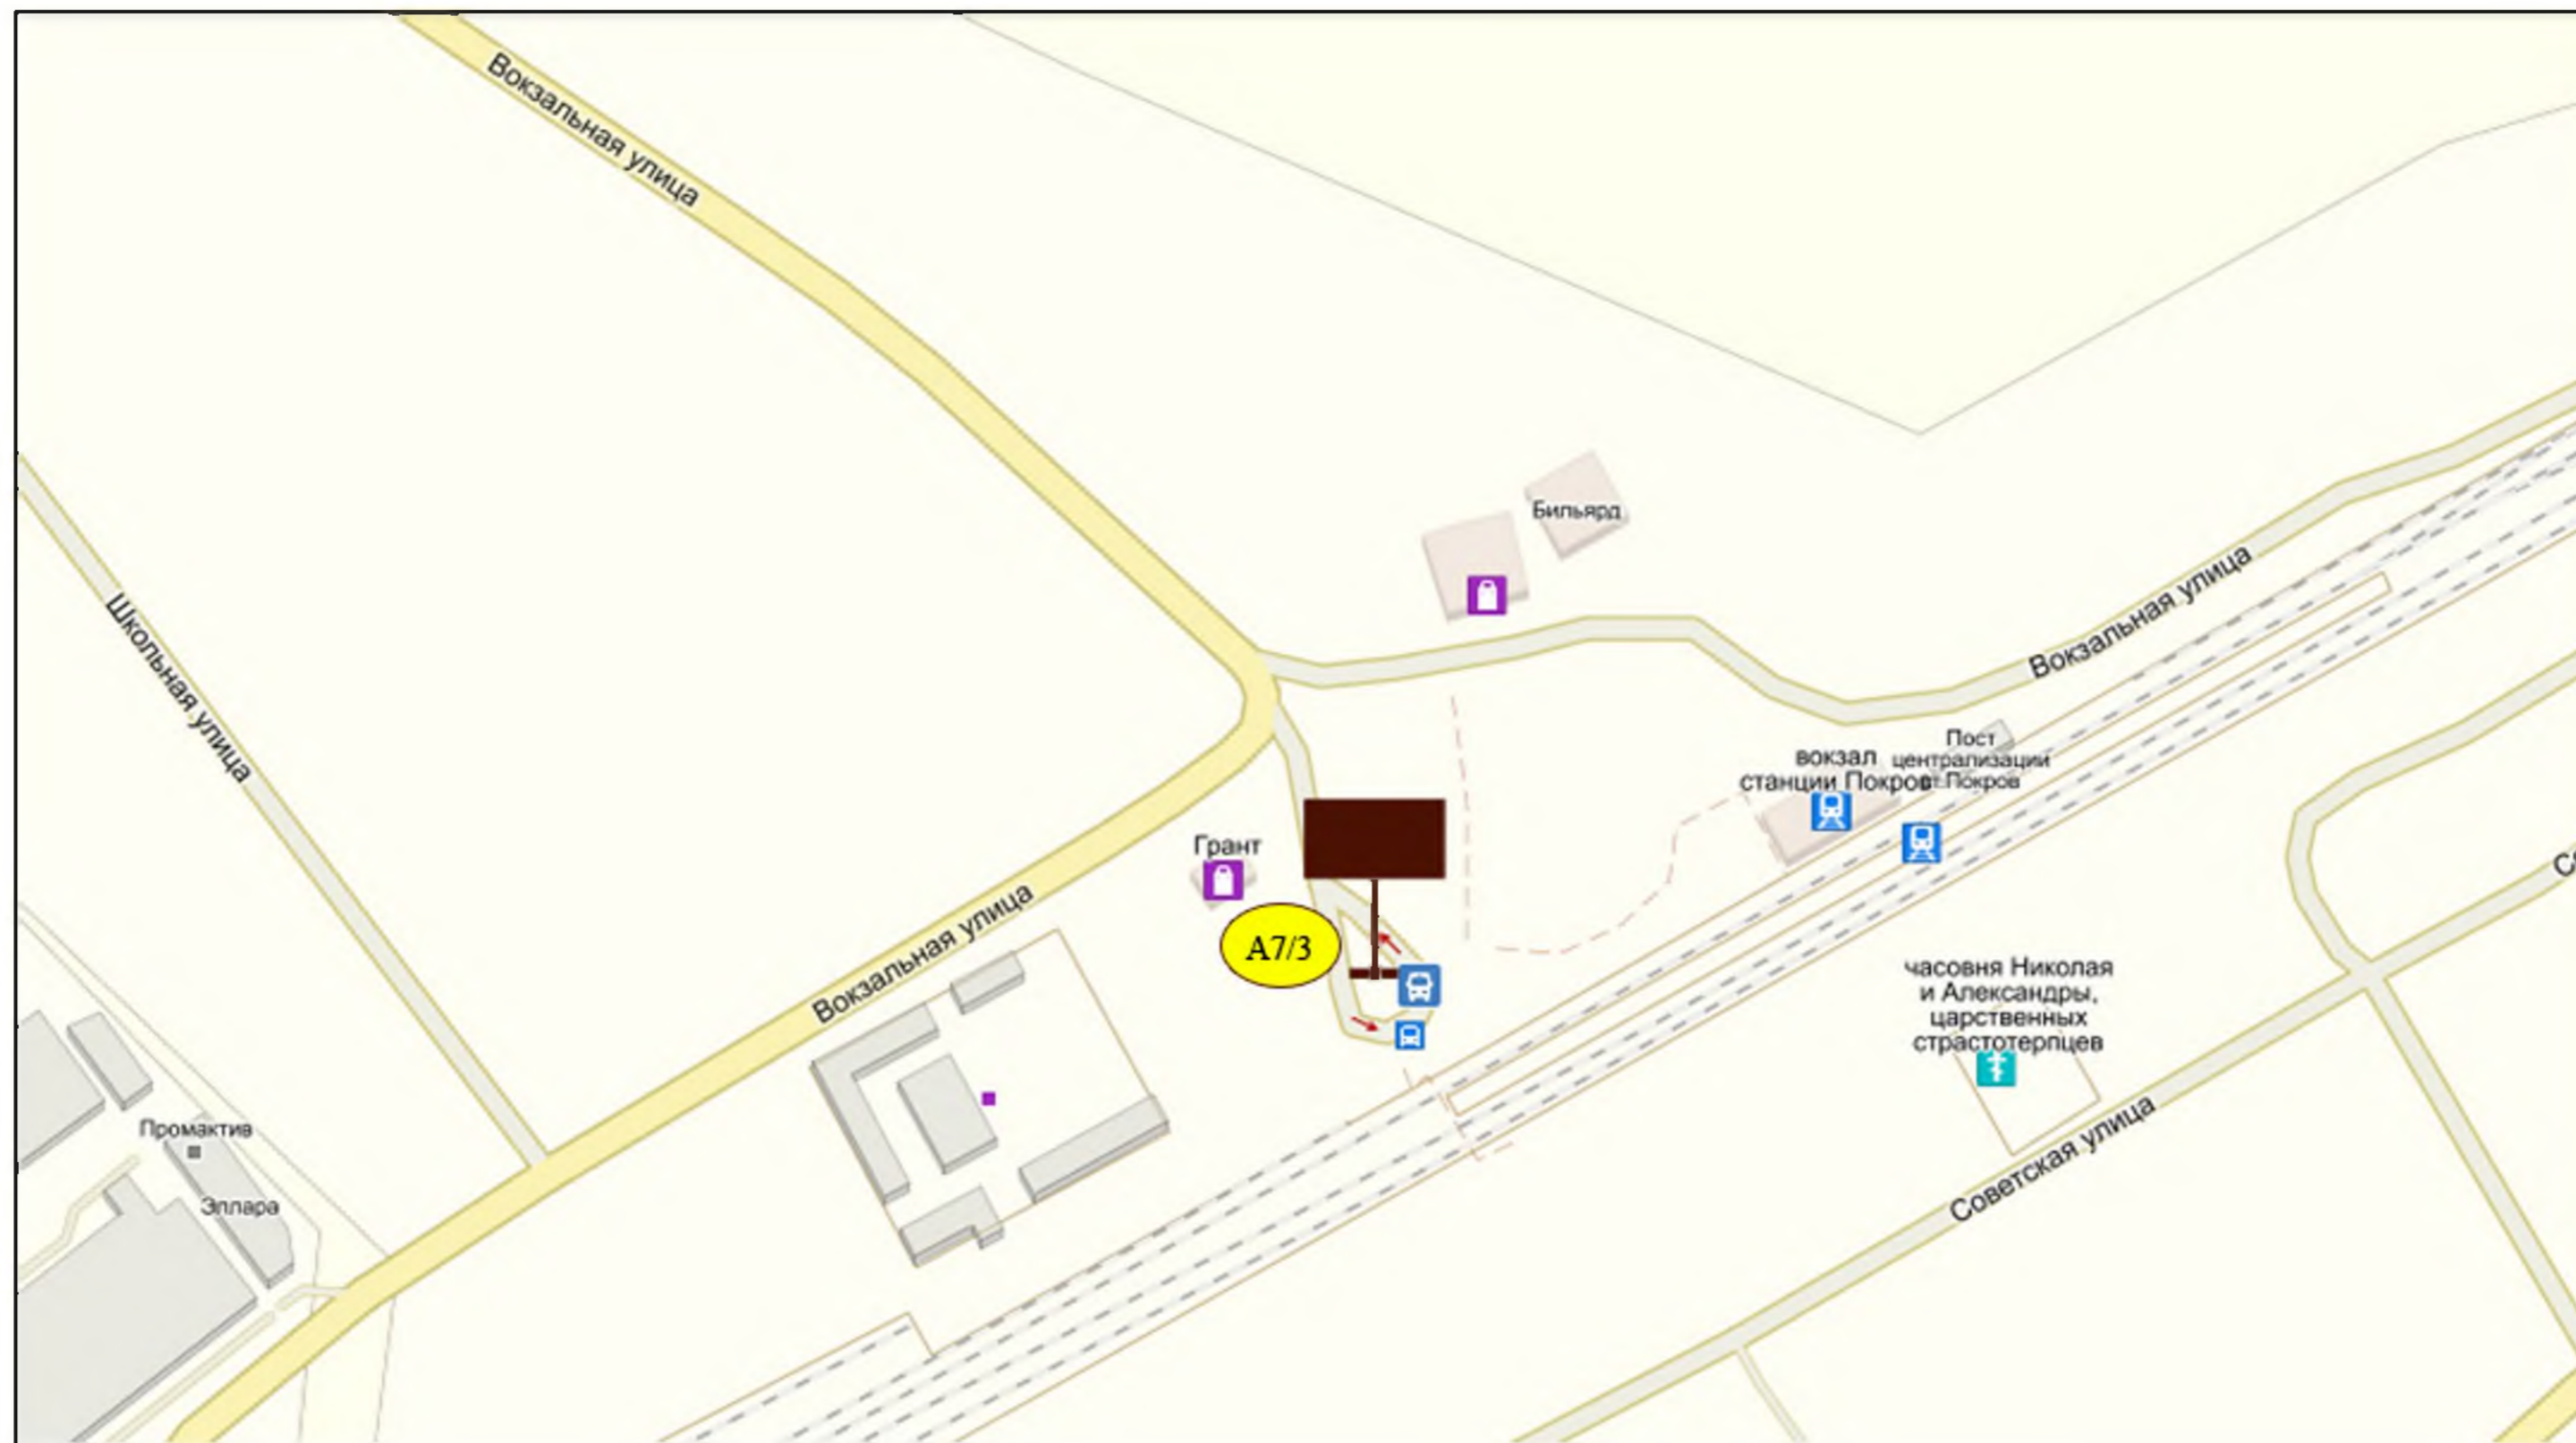 Вокзальная улица
Бильярд
Школьная улица
Вокзальная улица
Пост
централизации
Покров
вокзал
станции Покров
Грант
А7/3
Вокзальная улица
часовня Николая
и Александры,
царственных
страстотерпцев
Советская улица
Промактив
Эллара